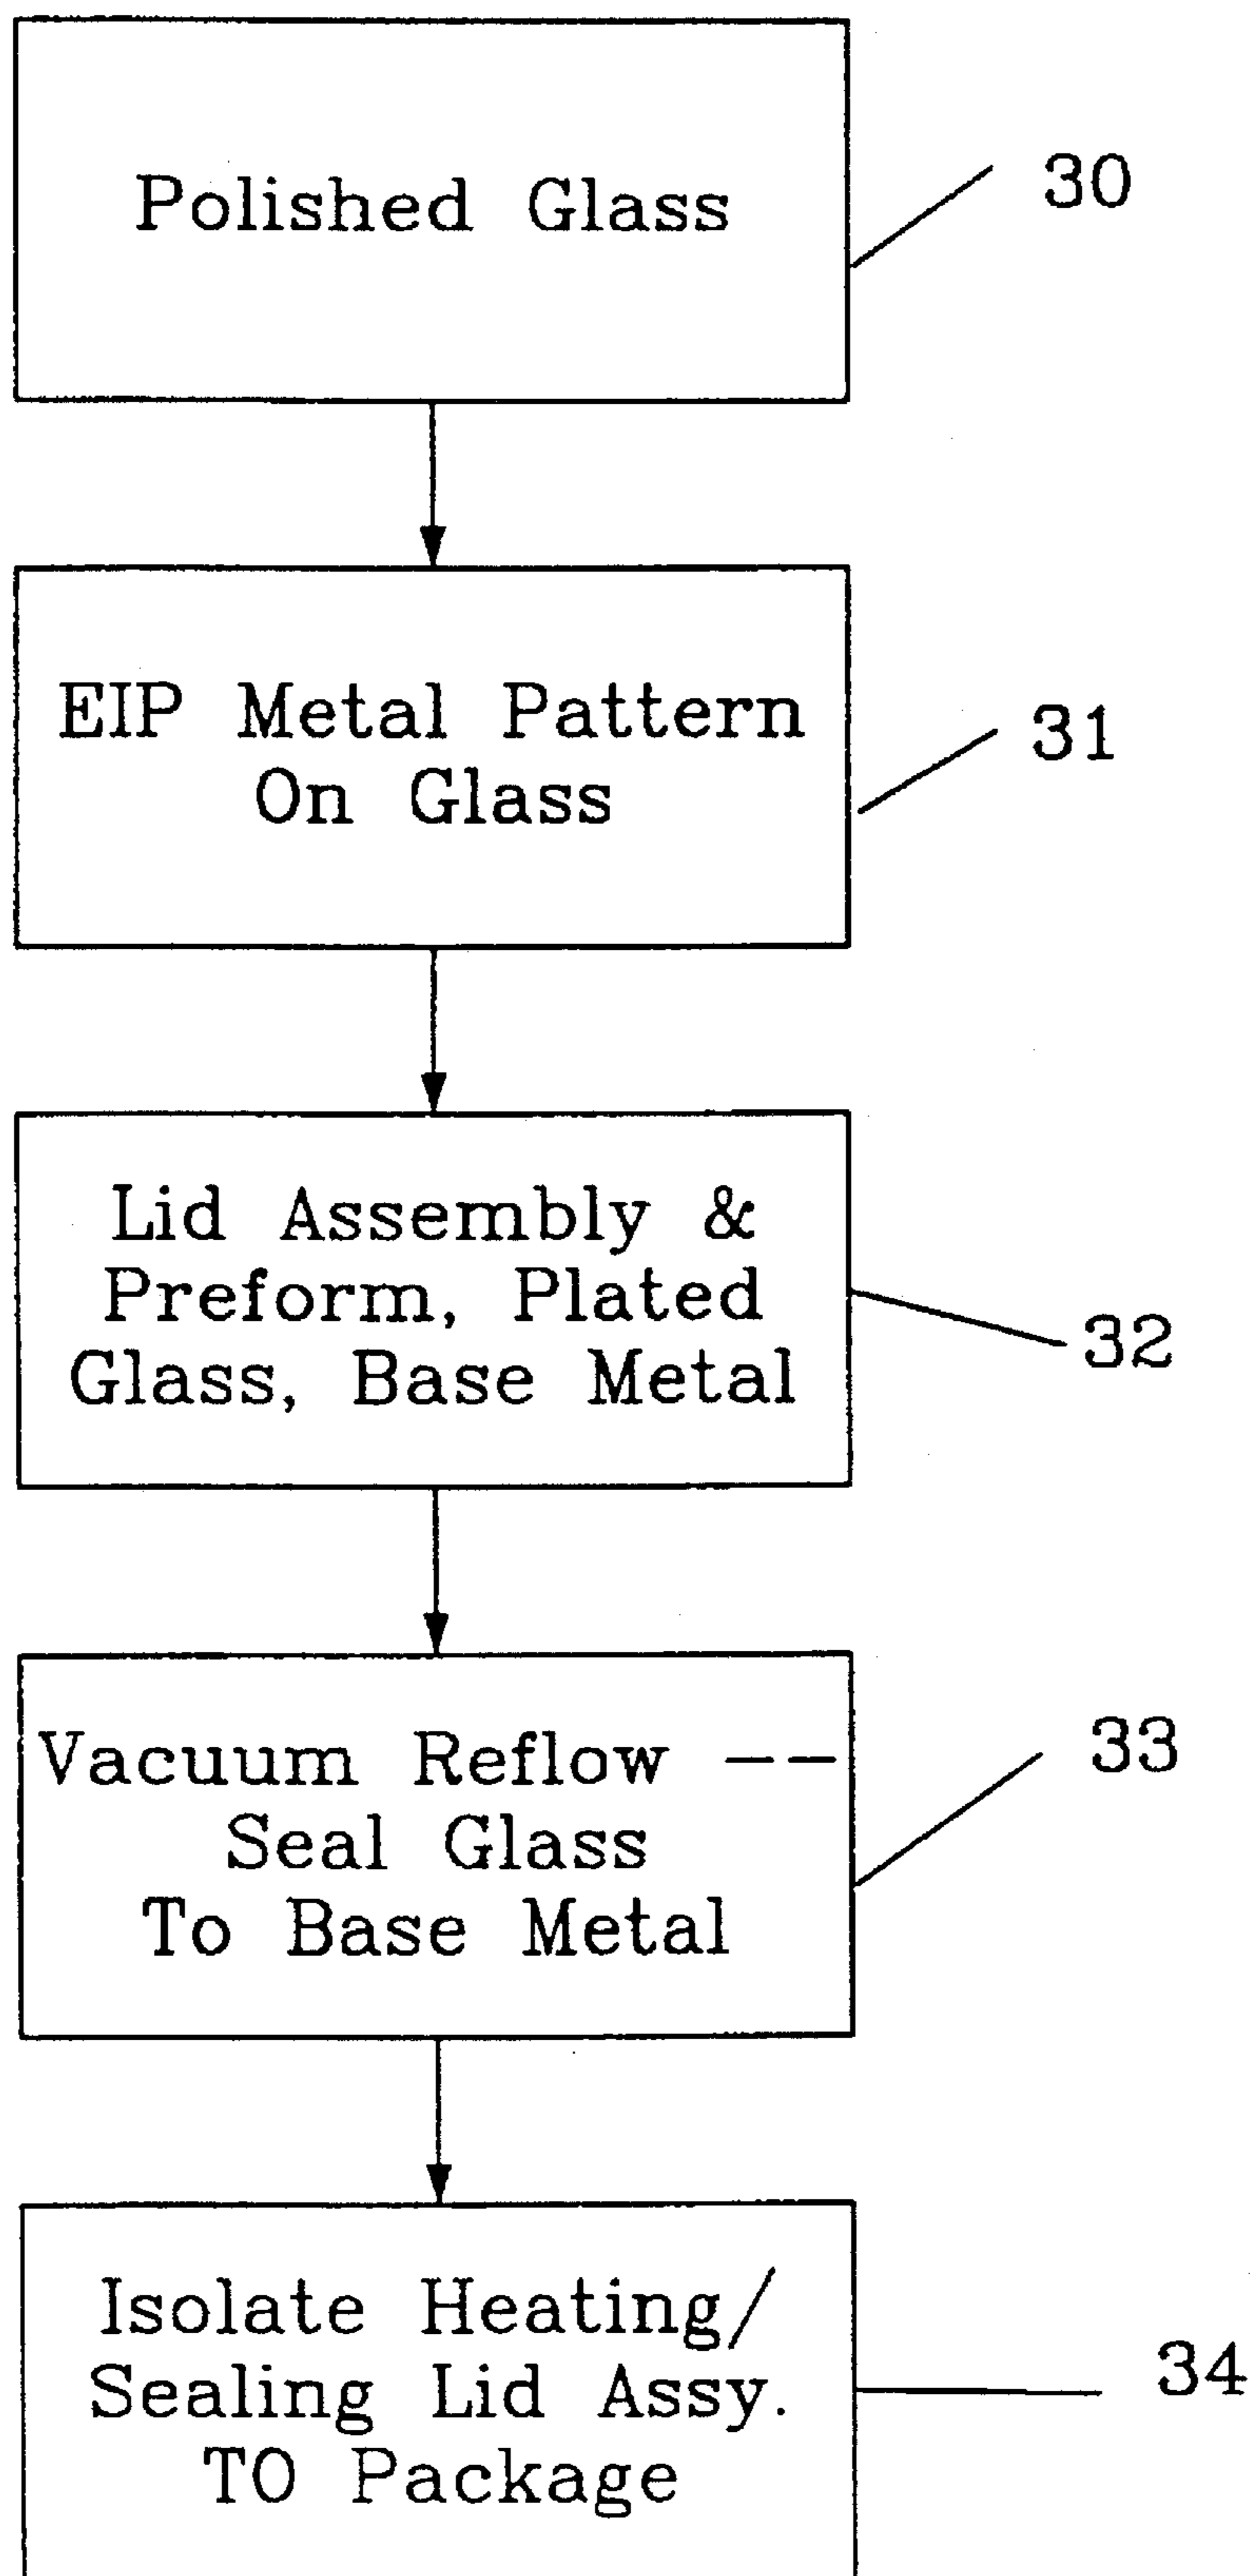 Polished Glass
30
EIP Metal Pattern
On Glass
31
Lid Assembly &
Preform, Plated
Glass, Base Metal
32
Vacuum Reflow --
Seal Glass
To Base Metal
33
Isolate Heating/
Sealing Lid Assy.
TO Package
34